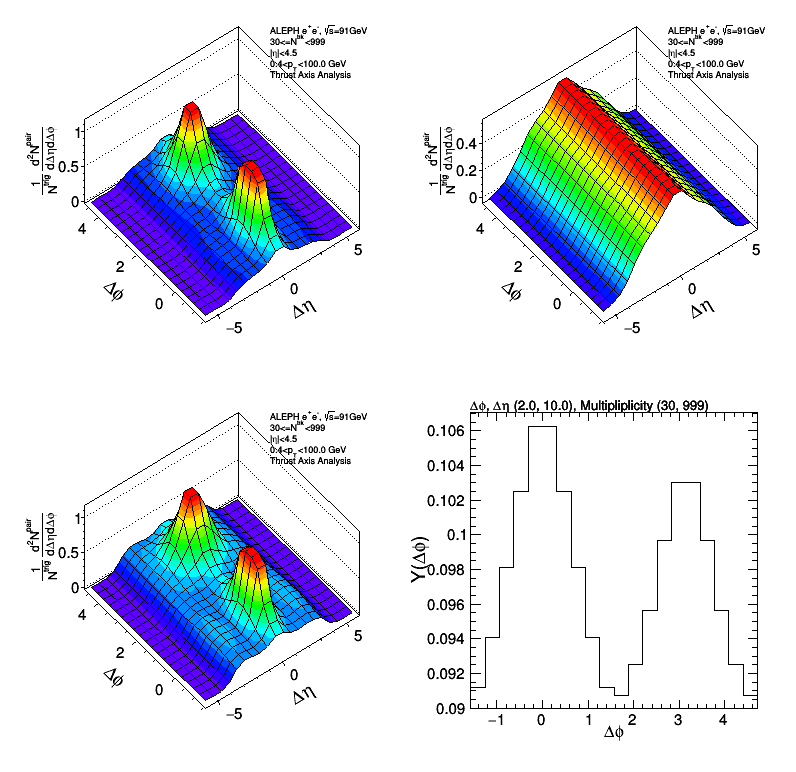 ALEPH e⁺e⁻, √s=91GeV
30<=N^trk<999
|η|<4.5
0.4<p_T<100.0 GeV
Thrust Axis Analysis
1/N^trig d²N^pair/dΔηdΔϕ
1
0.5
0
4
2
0
Δϕ
−5
0
5
Δη
ALEPH e⁺e⁻, √s=91GeV
30<=N^trk<999
|η|<4.5
0.4<p_T<100.0 GeV
Thrust Axis Analysis
1/N^trig d²N^pair/dΔηdΔϕ
0.4
0.2
0
4
2
0
Δϕ
−5
0
5
Δη
ALEPH e⁺e⁻, √s=91GeV
30<=N^trk<999
|η|<4.5
0.4<p_T<100.0 GeV
Thrust Axis Analysis
1/N^trig d²N^pair/dΔηdΔϕ
1
0.5
0
4
2
0
Δϕ
−5
0
5
Δη
Δϕ, Δη (2.0, 10.0), Multipliplicity (30, 999)
Y(Δϕ)
0.106
0.104
0.102
0.1
0.098
0.096
0.094
0.092
0.09
−1 0 1 2 3 4
Δϕ